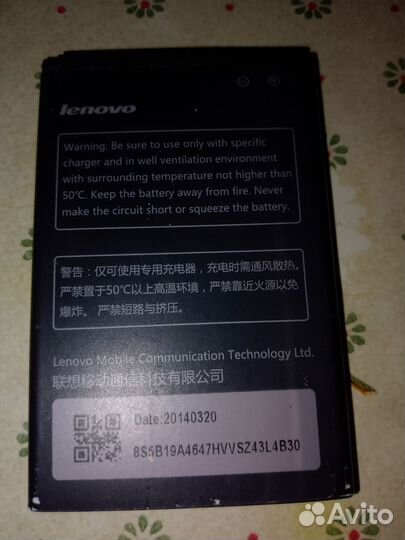 lenovo
Warning: Be sure to use only with specific
charger and in well ventilation environment
with surrounding temperature not higher than
50℃. Keep the battery away from fire. Never
make the circuit short or squeeze the battery.
警告：仅可使用专用充电器，充电时需通风散热。
严禁置于50℃以上高温环境，严禁靠近火源以免
爆炸。 严禁短路与挤压。
Lenovo Mobile Communication Technology Ltd.
联想移动通信科技有限公司
Date:20140320
8S5B19A4647HVVSZ43L4B30
Avito